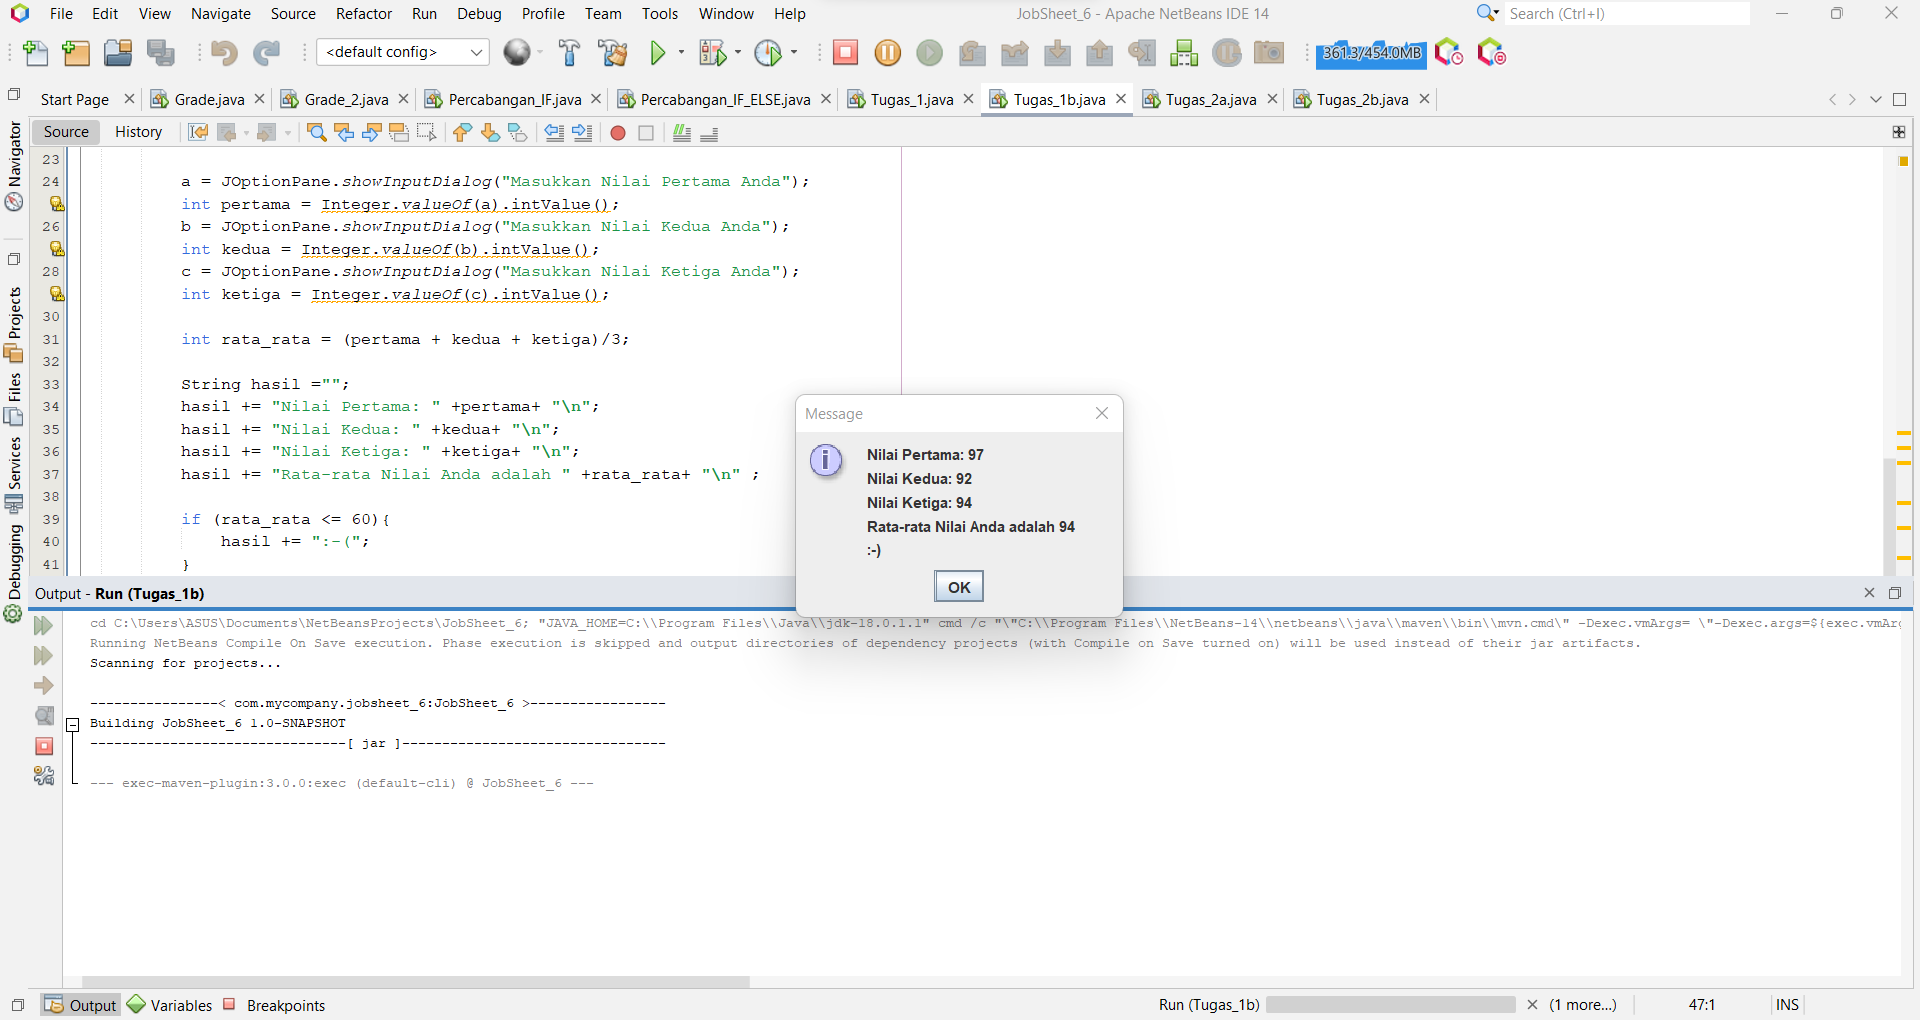 File Edit View Navigate Source Refactor Run Debug Profile Team Tools Window Help
JobSheet_6 - Apache NetBeans IDE 14
Search (Ctrl+I)
<default config>
361.3/454.0MB
Start Page
Grade.java
Grade_2.java
Percabangan_IF.java
Percabangan_IF_ELSE.java
Tugas_1.java
Tugas_1b.java
Tugas_2a.java
Tugas_2b.java
Source History
Navigator
Projects
Files
Services
Debugging
23
24 a = JOptionPane.showInputDialog("Masukkan Nilai Pertama Anda");
int pertama = Integer.valueOf(a).intValue();
26 b = JOptionPane.showInputDialog("Masukkan Nilai Kedua Anda");
int kedua = Integer.valueOf(b).intValue();
28 c = JOptionPane.showInputDialog("Masukkan Nilai Ketiga Anda");
int ketiga = Integer.valueOf(c).intValue();
30
31 int rata_rata = (pertama + kedua + ketiga)/3;
32
33 String hasil ="";
34 hasil += "Nilai Pertama: " +pertama+ "\n";
35 hasil += "Nilai Kedua: " +kedua+ "\n";
36 hasil += "Nilai Ketiga: " +ketiga+ "\n";
37 hasil += "Rata-rata Nilai Anda adalah " +rata_rata+ "\n" ;
38
39 if (rata_rata <= 60){
40 hasil += ":-(";
41 }
Message
Nilai Pertama: 97
Nilai Kedua: 92
Nilai Ketiga: 94
Rata-rata Nilai Anda adalah 94
:-)
OK
Output - Run (Tugas_1b)
cd C:\Users\ASUS\Documents\NetBeansProjects\JobSheet_6; "JAVA_HOME=C:\\Program Files\\Java\\jdk-18.0.1.1" cmd /c "\"C:\\Program Files\\NetBeans-14\\netbeans\\java\\maven\\bin\\mvn.cmd\" -Dexec.vmArgs= \"-Dexec.args=${exec.vmArg
Running NetBeans Compile On Save execution. Phase execution is skipped and output directories of dependency projects (with Compile on Save turned on) will be used instead of their jar artifacts.
Scanning for projects...
----------------< com.mycompany.jobsheet_6:JobSheet_6 >-----------------
Building JobSheet_6 1.0-SNAPSHOT
--------------------------------[ jar ]---------------------------------
--- exec-maven-plugin:3.0.0:exec (default-cli) @ JobSheet_6 ---
Output Variables Breakpoints
Run (Tugas_1b) (1 more...) 47:1 INS